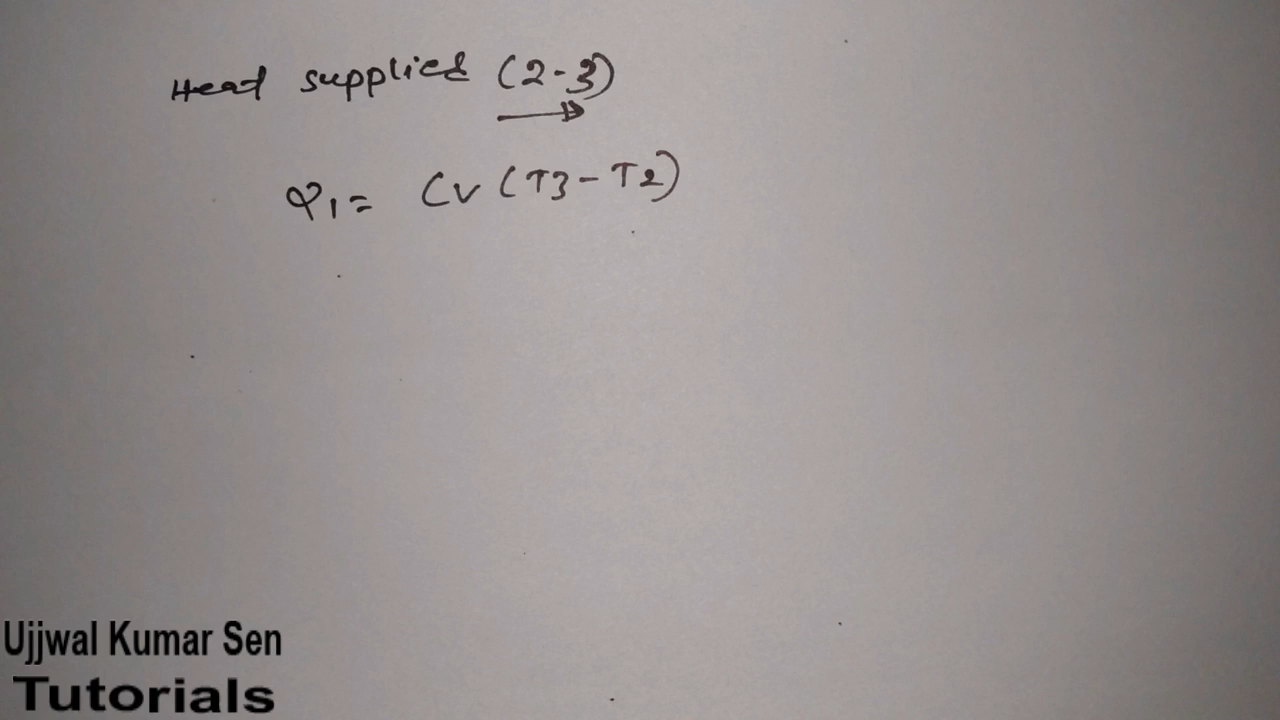 Heat supplied (2-3)
Q1 = Cv (T3 - T2)
Ujjwal Kumar Sen
Tutorials